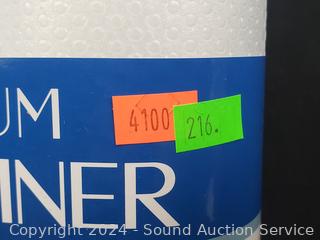 UM
4100
216.
INER
Copyright 2024 - Sound Auction Service